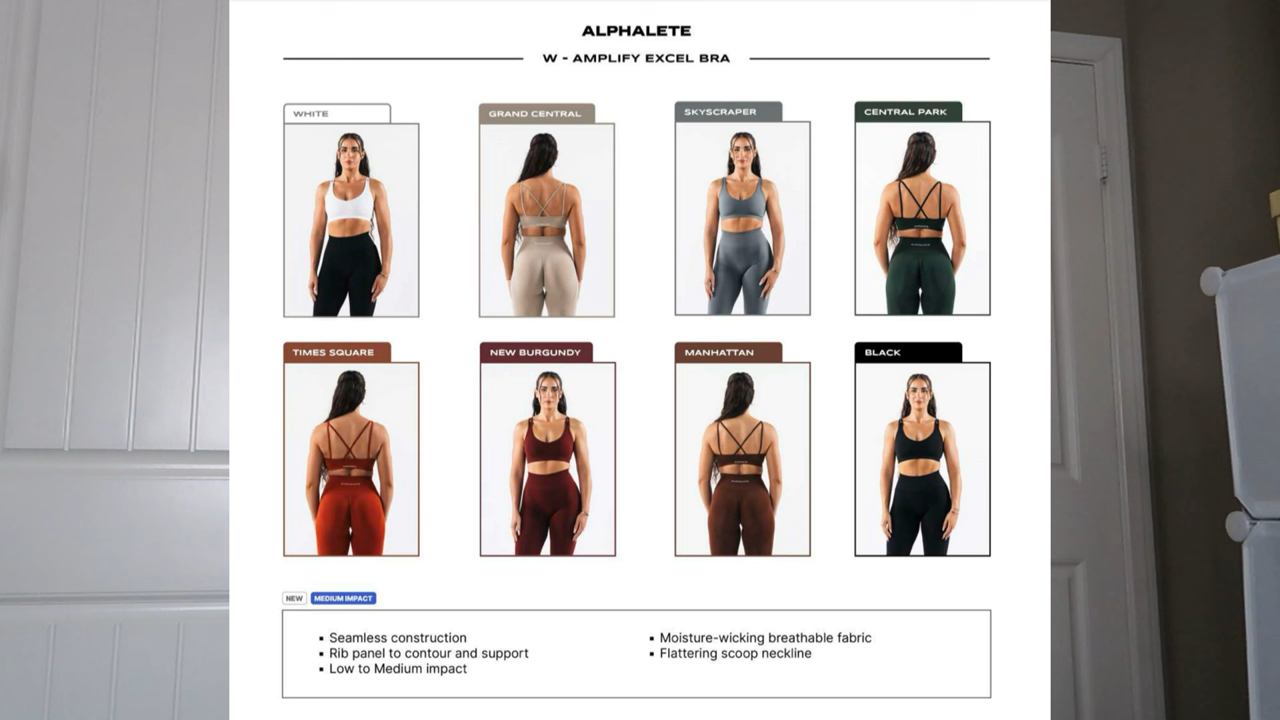 ALPHALETE
W - AMPLIFY EXCEL BRA
WHITE
GRAND CENTRAL
SKYSCRAPER
CENTRAL PARK
TIMES SQUARE
NEW BURGUNDY
MANHATTAN
BLACK
NEW
MEDIUM IMPACT
▪ Seamless construction
▪ Rib panel to contour and support
▪ Low to Medium impact
▪ Moisture-wicking breathable fabric
▪ Flattering scoop neckline